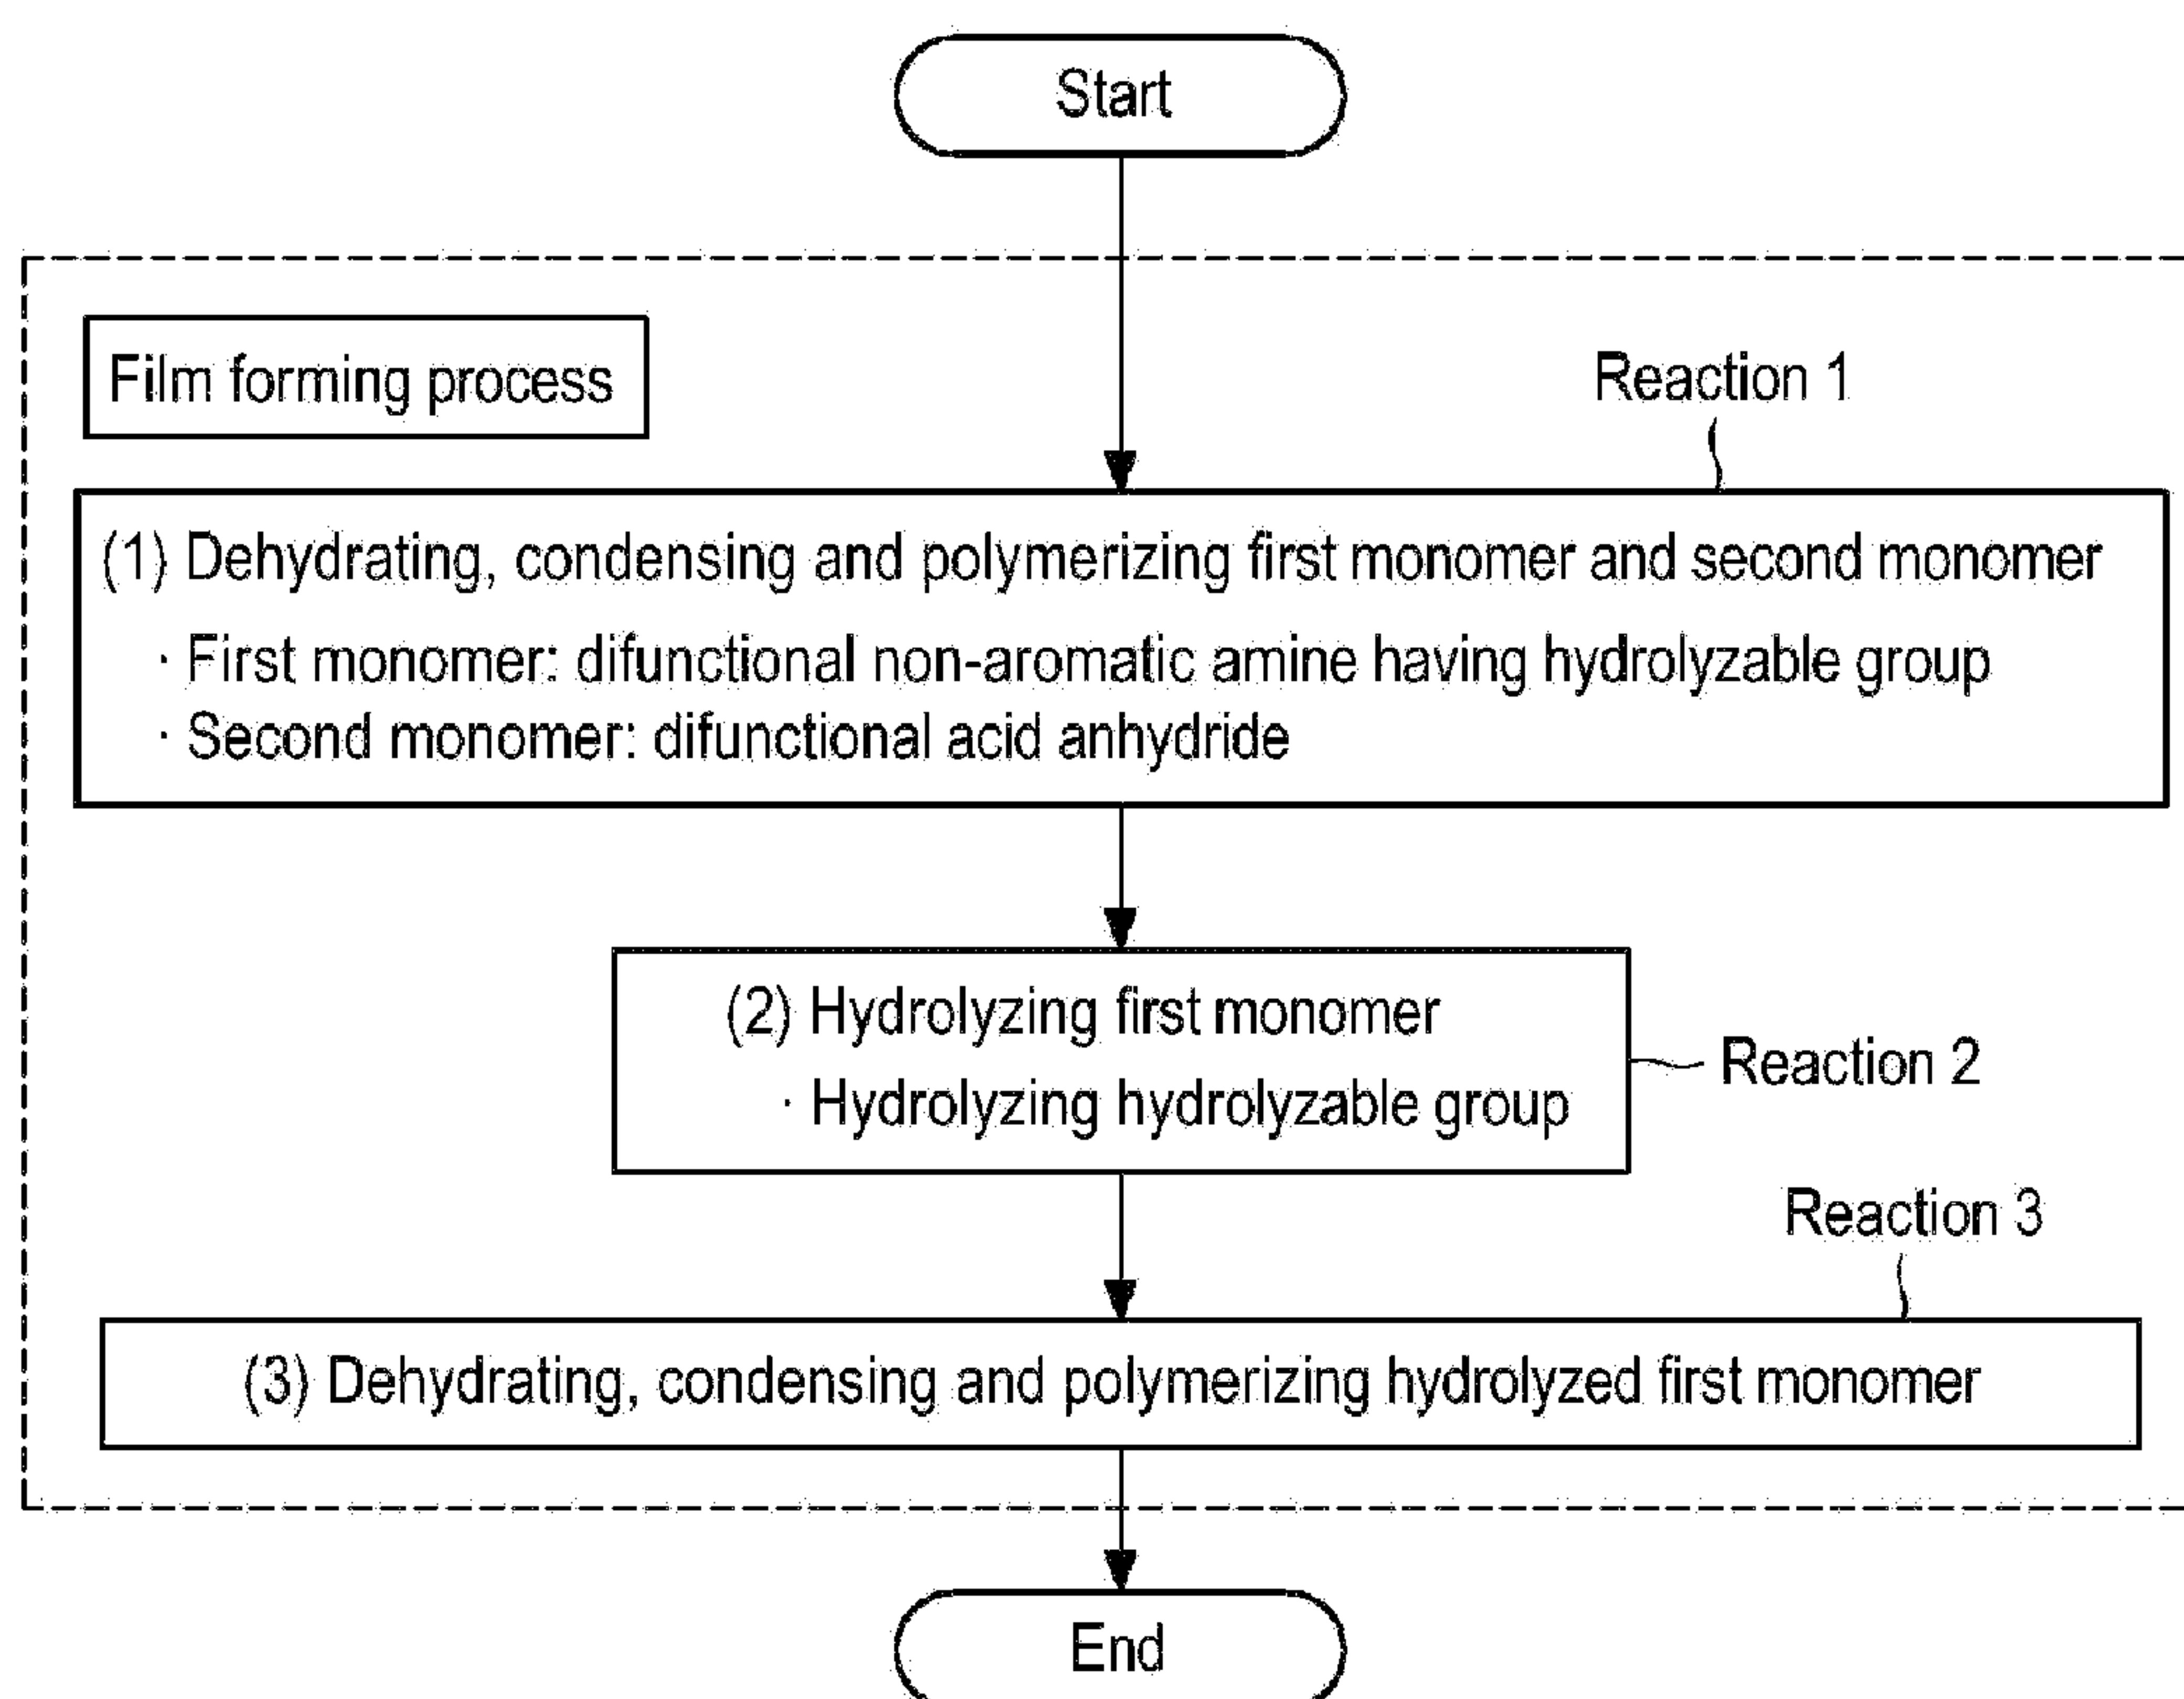 Start
Film forming process
Reaction 1
(1) Dehydrating, condensing and polymerizing first monomer and second monomer
· First monomer: difunctional non-aromatic amine having hydrolyzable group
· Second monomer: difunctional acid anhydride
(2) Hydrolyzing first monomer
· Hydrolyzing hydrolyzable group
Reaction 2
Reaction 3
(3) Dehydrating, condensing and polymerizing hydrolyzed first monomer
End